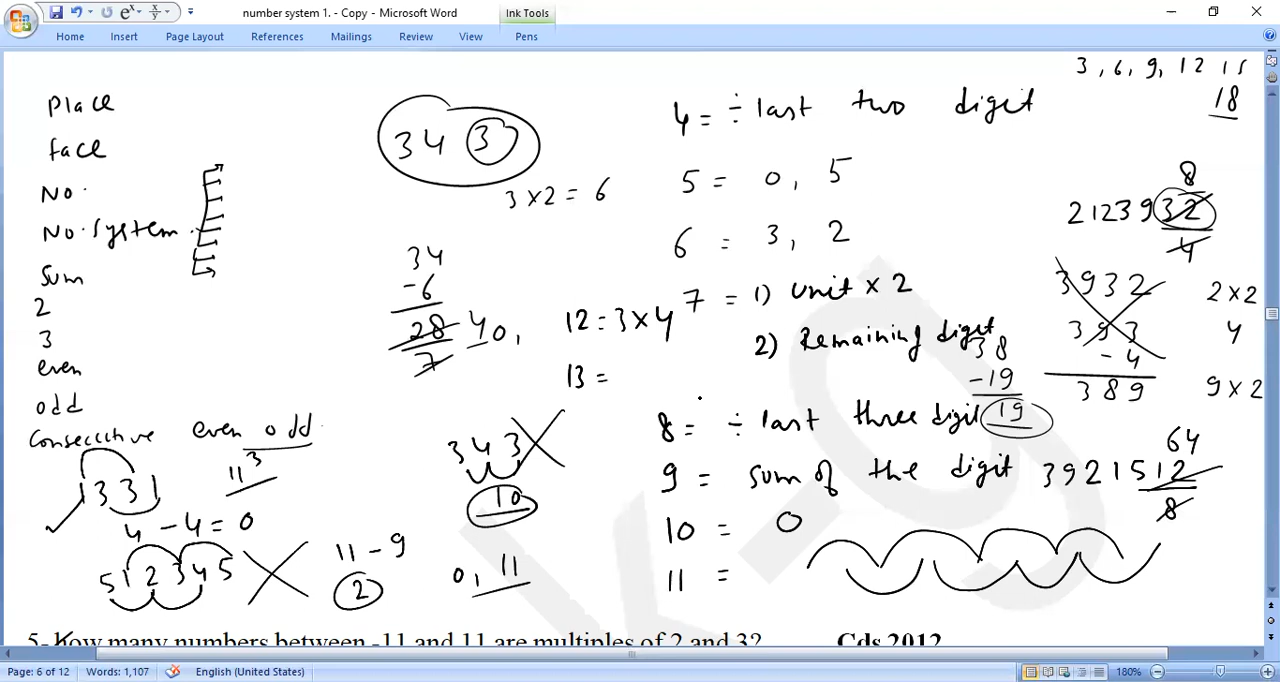 number system 1. - Copy - Microsoft Word
Ink Tools
Home Insert Page Layout References Mailings Review View Pens
3, 6, 9, 12 15
18
Place
face
No.
No. System
Sum
2
3
even
odd
Consecutive even odd
11 3
1331
4 - 4 = 0
512345
11 - 9
2
343
3 x 2 = 6
34
-6
28
7
40,
12 = 3 x 4
13 =
343
10
0, 11
4 = ÷ last two digit
5 = 0, 5
6 = 3, 2
7 = 1) Unit x 2
2) Remaining digit
38
-19
19
8 = ÷ last three digit
9 = sum of the digit
10 = 0
11 =
8
21239 32
4
3932
393
- 4
389
2 x 2
4
9 x 2
64
3921512
8
5- How many numbers between -11 and 11 are multiples of 2 and 3? Cds 2012
Page: 6 of 12 Words: 1,107 English (United States) 180%